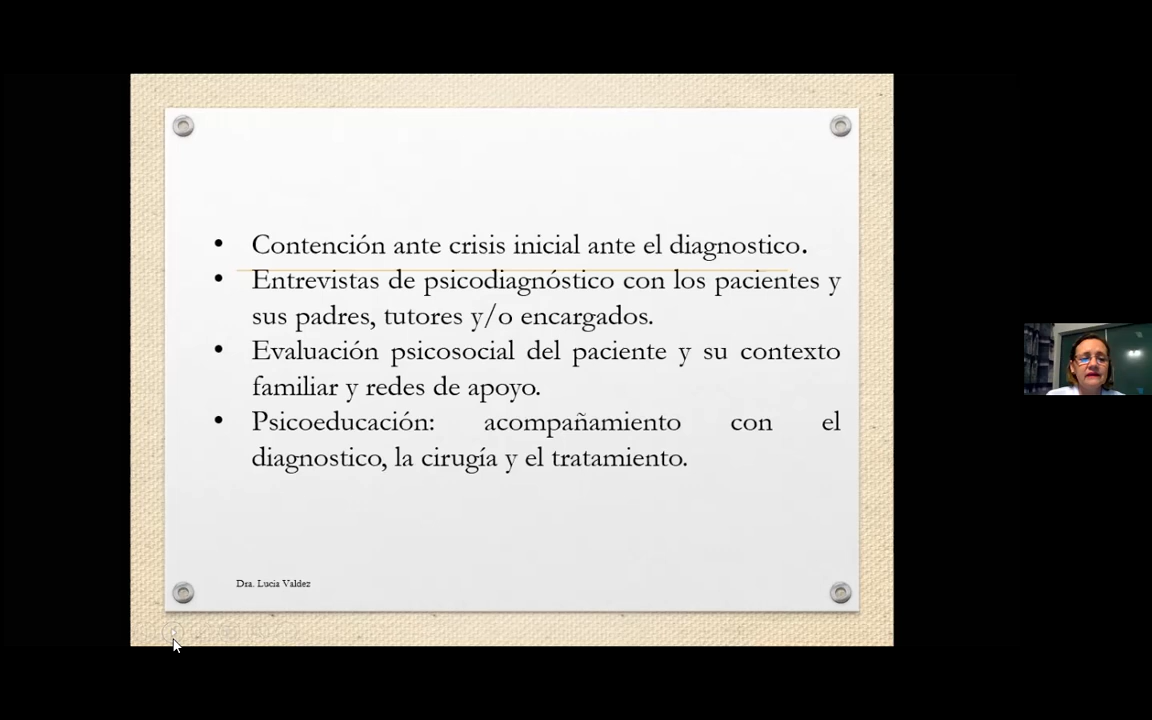 • Contención ante crisis inicial ante el diagnostico.
• Entrevistas de psicodiagnóstico con los pacientes y
sus padres, tutores y/o encargados.
• Evaluación psicosocial del paciente y su contexto
familiar y redes de apoyo.
• Psicoeducación: acompañamiento con el
diagnostico, la cirugía y el tratamiento.
Dra. Lucia Valdez